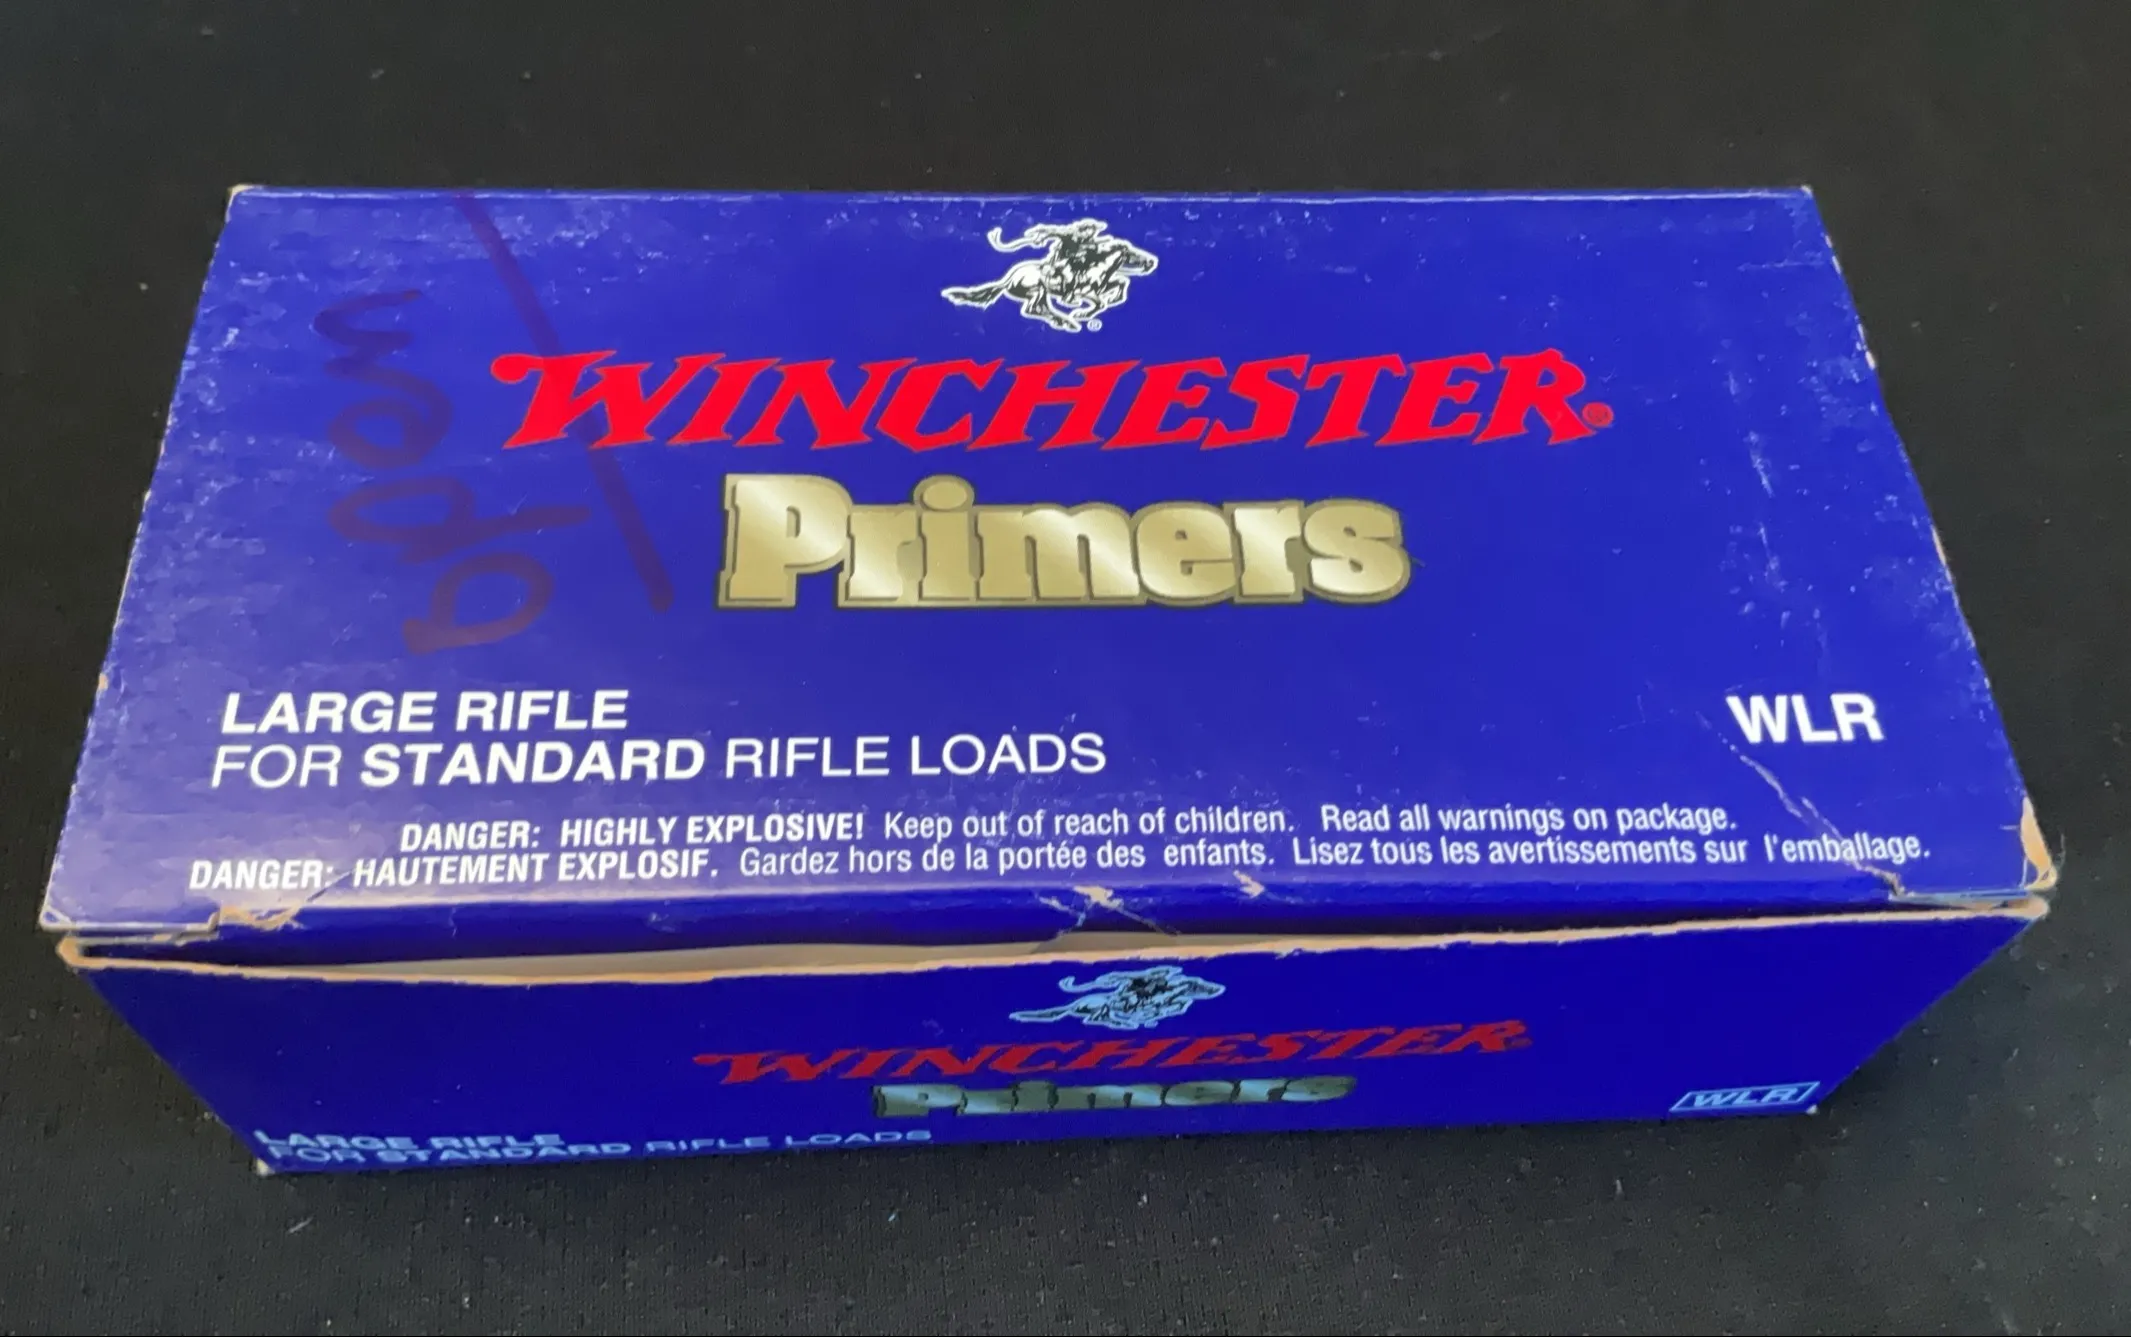 WINCHESTER®
Primers
LARGE RIFLE
FOR STANDARD RIFLE LOADS
WLR
DANGER: HIGHLY EXPLOSIVE! Keep out of reach of children. Read all warnings on package.
DANGER: HAUTEMENT EXPLOSIF. Gardez hors de la portée des enfants. Lisez tous les avertissements sur l'emballage.
WINCHESTER
Primers
WLR
LARGE RIFLE
FOR STANDARD RIFLE LOADS